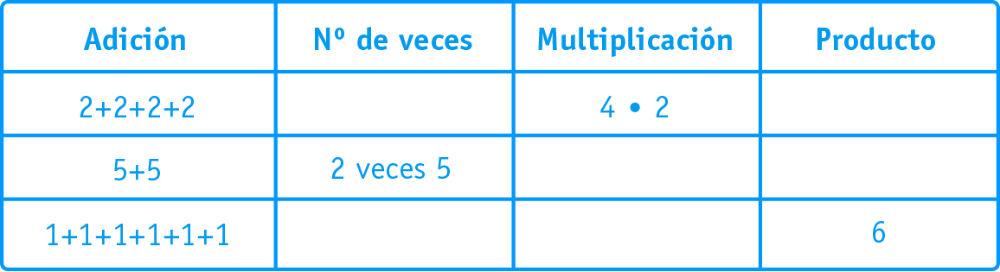 Adición Nº de veces Multiplicación Producto
2+2+2+2 4 • 2
5+5 2 veces 5
1+1+1+1+1+1 6